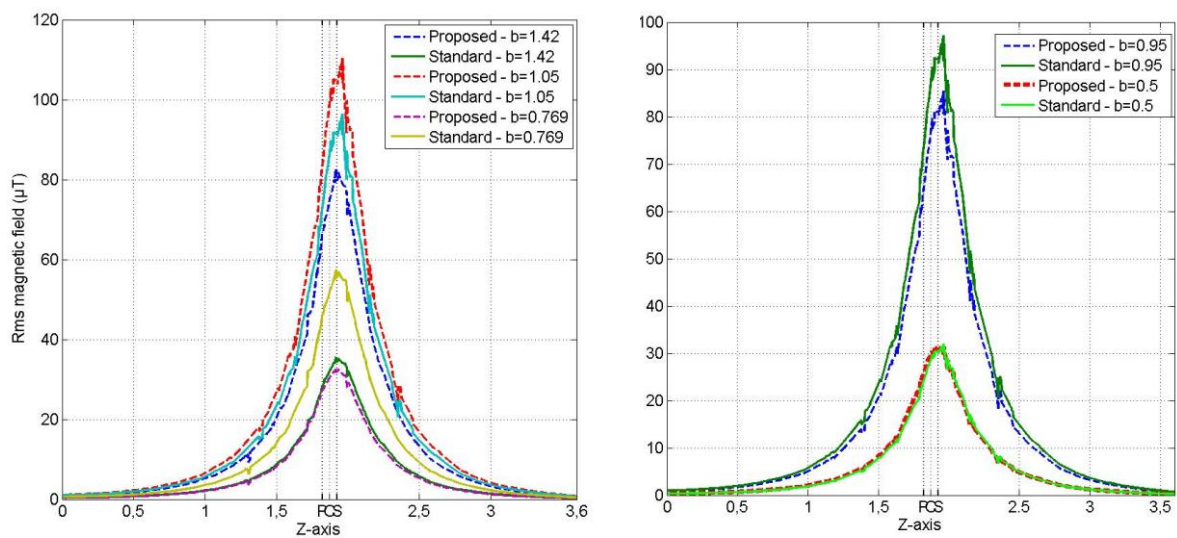 120
100
80
60
40
20
0
Rms magnetic field (µT)
Proposed - b=1.42
Standard - b=1.42
Proposed - b=1.05
Standard - b=1.05
Proposed - b=0.769
Standard - b=0.769
0 0,5 1 1,5 PCS 2,5 3 3,6
Z-axis
100
90
80
70
60
50
40
30
20
10
0
Proposed - b=0.95
Standard - b=0.95
Proposed - b=0.5
Standard - b=0.5
0 0,5 1 1,5 PCS 2,5 3 3,6
Z-axis